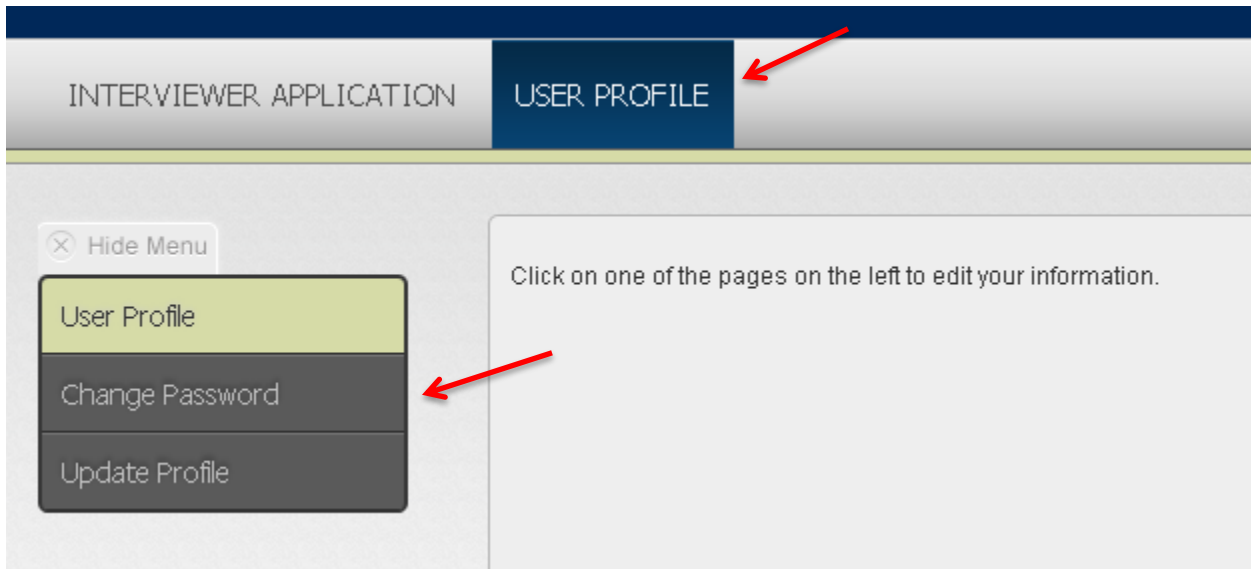 INTERVIEWER APPLICATION
USER PROFILE
Hide Menu
User Profile
Change Password
Update Profile
Click on one of the pages on the left to edit your information.